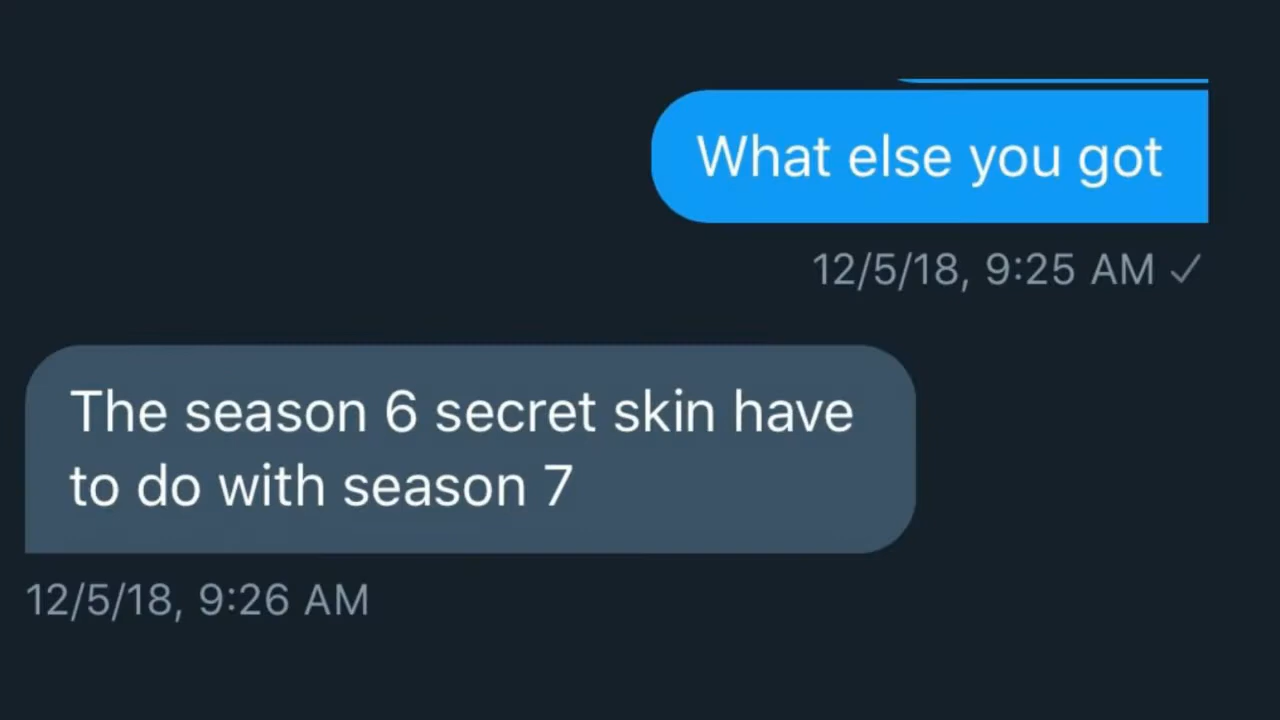 What else you got
12/5/18, 9:25 AM ✓
The season 6 secret skin have
to do with season 7
12/5/18, 9:26 AM